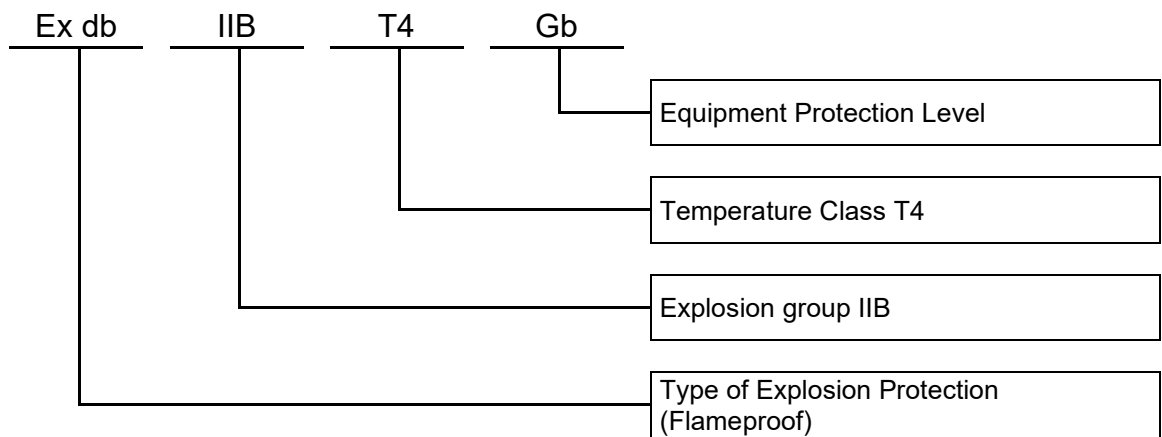 Ex db IIB T4 Gb
Equipment Protection Level
Temperature Class T4
Explosion group IIB
Type of Explosion Protection
(Flameproof)